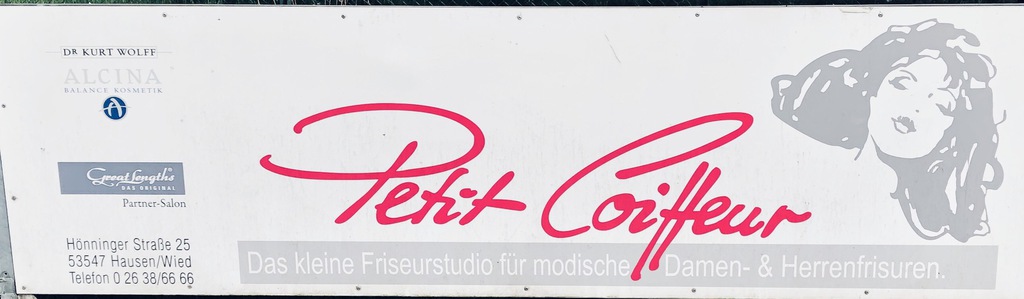 DR KURT WOLFF
ALCINA
BALANCE KOSMETIK
A
Great Lengths
DAS ORIGINAL
Partner-Salon
Hönninger Straße 25
53547 Hausen/Wied
Telefon 0 26 38/66 66
Petit Coiffeur
Das kleine Friseurstudio für modische Damen- & Herrenfrisuren.